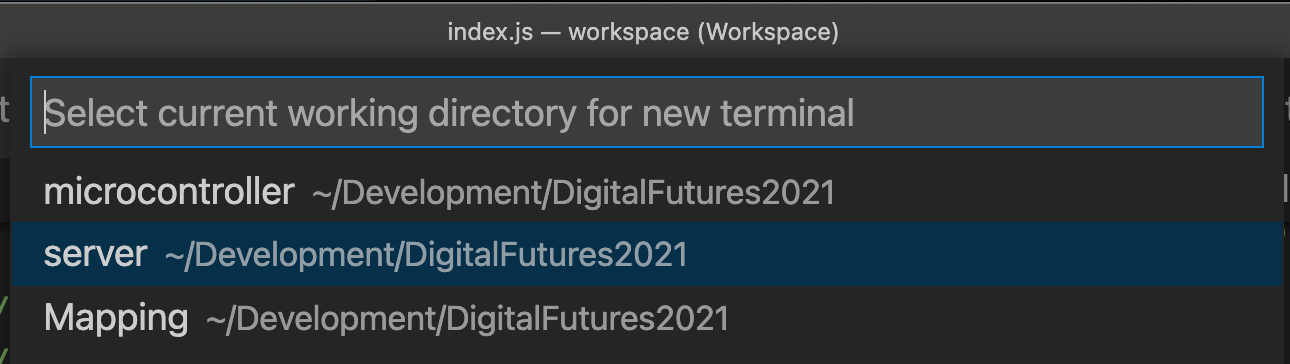 index.js — workspace (Workspace)
Select current working directory for new terminal
microcontroller ~/Development/DigitalFutures2021
server ~/Development/DigitalFutures2021
Mapping ~/Development/DigitalFutures2021